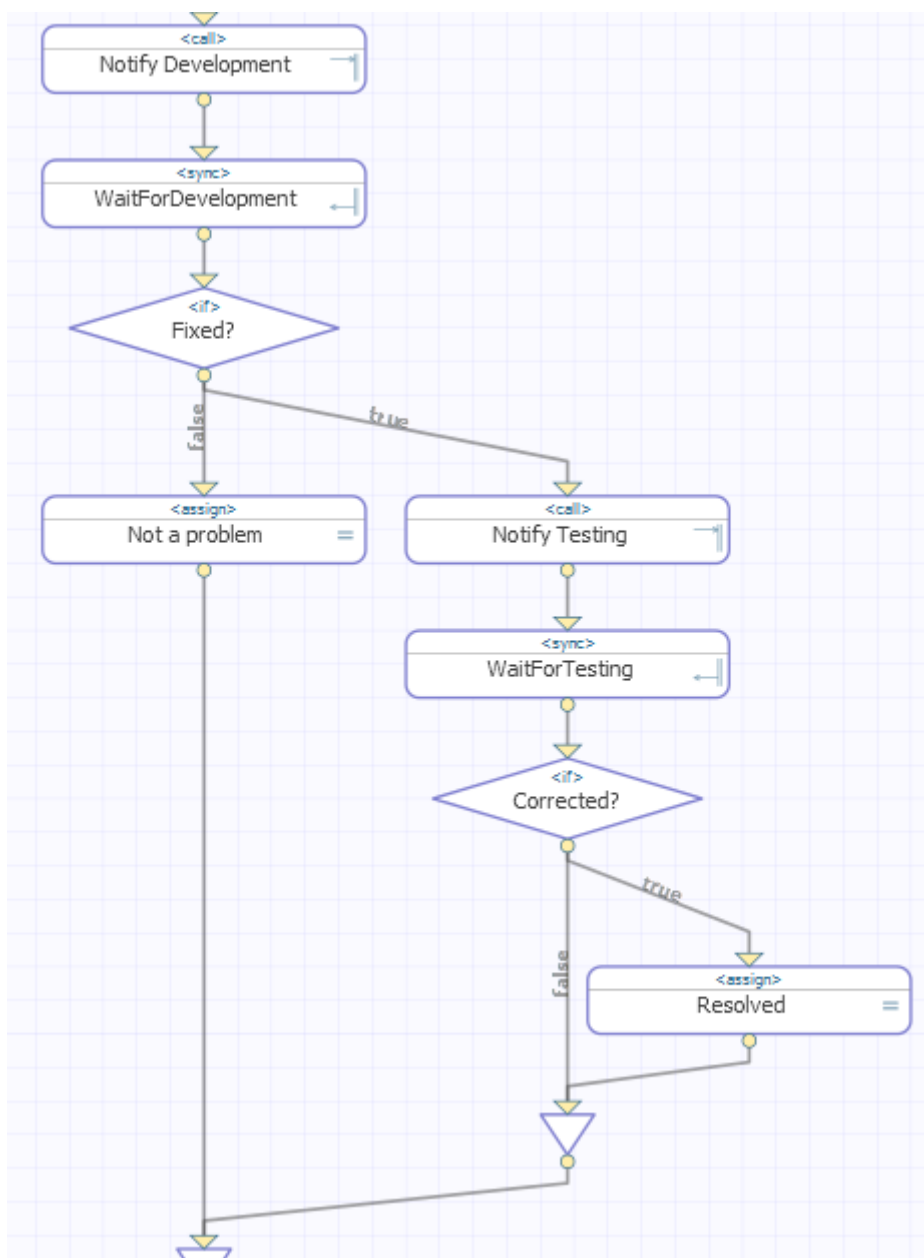 <call>
Notify Development
<sync>
WaitForDevelopment
<if>
Fixed?
false
true
<assign>
Not a problem
=
<call>
Notify Testing
<sync>
WaitForTesting
<if>
Corrected?
false
true
<assign>
Resolved
=